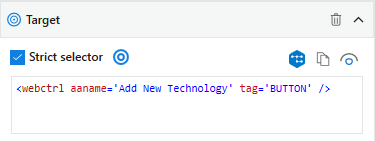 Target
Strict selector
<webctrl aaname='Add New Technology' tag='BUTTON' />